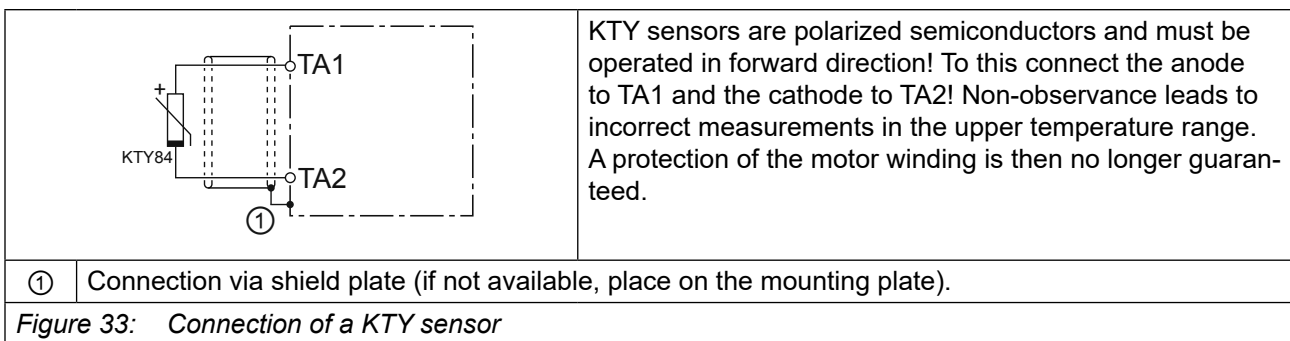 TA1
+
KTY84
TA2
①
KTY sensors are polarized semiconductors and must be
operated in forward direction! To this connect the anode
to TA1 and the cathode to TA2! Non-observance leads to
incorrect measurements in the upper temperature range.
A protection of the motor winding is then no longer guaran-
teed.
① Connection via shield plate (if not available, place on the mounting plate).
Figure 33: Connection of a KTY sensor